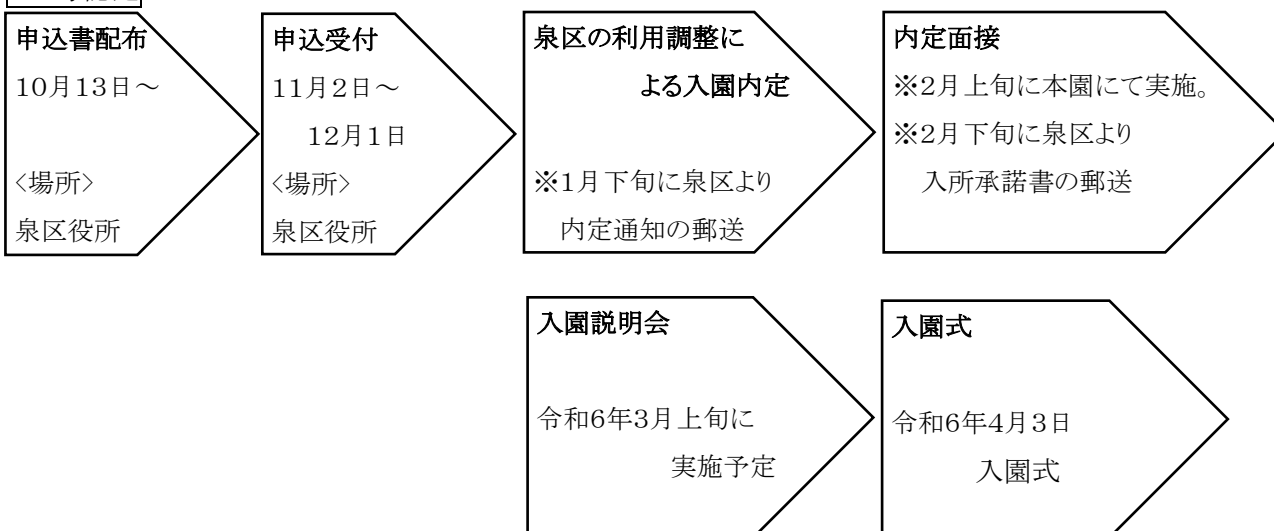 申込書配布
10月13日～
<場所>
泉区役所
申込受付
11月2日～
12月1日
<場所>
泉区役所
泉区の利用調整に
よる入園内定
※1月下旬に泉区より
内定通知の郵送
内定面接
※2月上旬に本園にて実施。
※2月下旬に泉区より
入所承諾書の郵送
入園説明会
令和6年3月上旬に
実施予定
入園式
令和6年4月3日
入園式